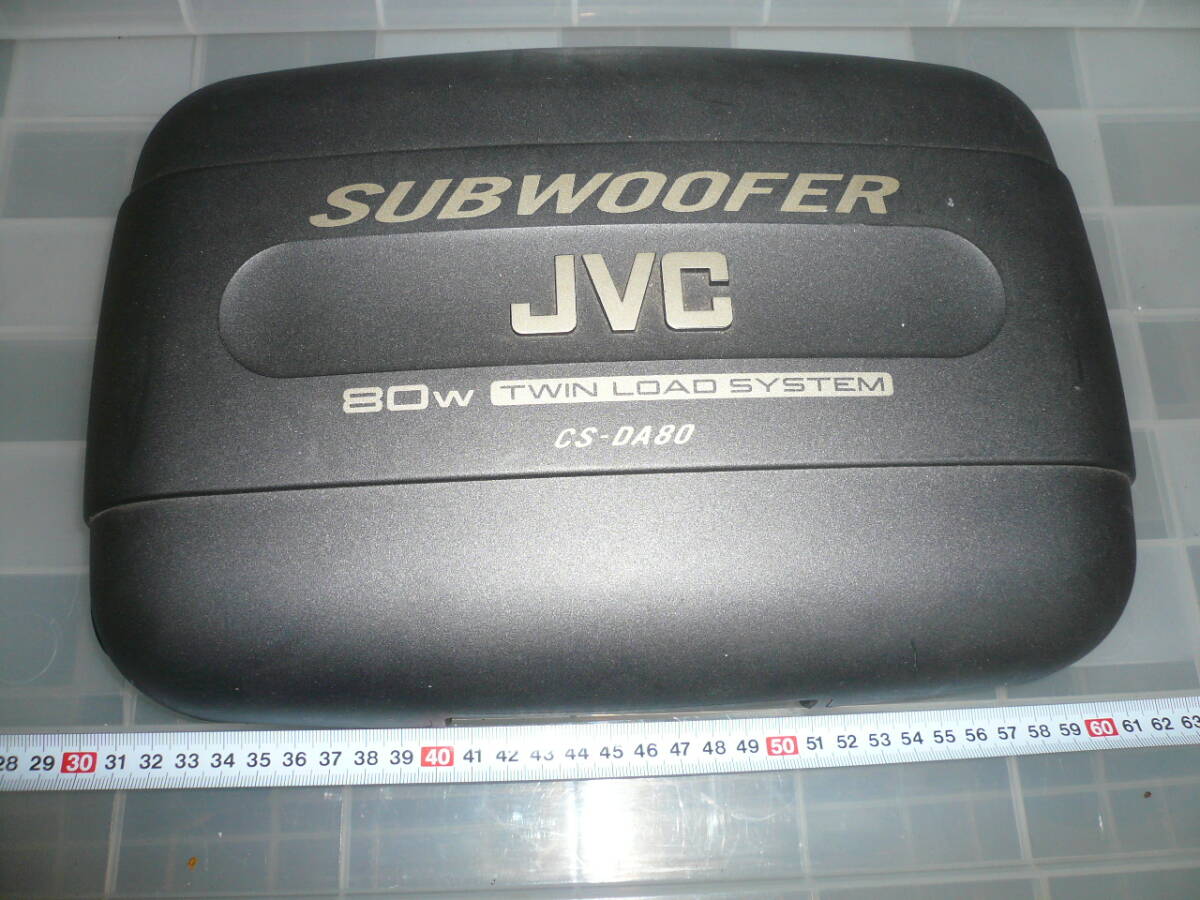 SUBWOOFER
JVC
80W TWIN LOAD SYSTEM
CS-DA80
28 29 30 31 32 33 34 35 36 37 38 39 40 41 42 43 44 45 46 47 48 49 50 51 52 53 54 55 56 57 58 59 60 61 62 63